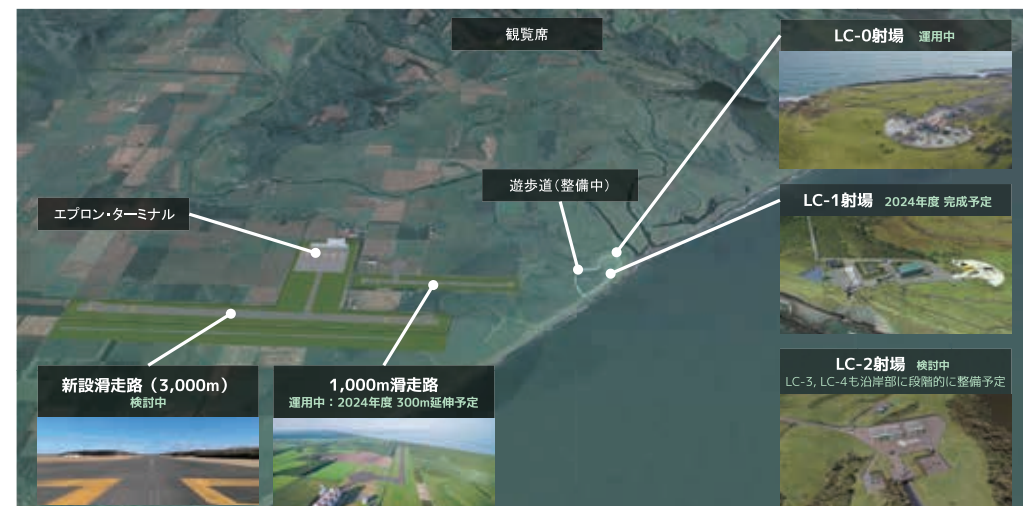 観覧席
LC-0射場 運用中
遊歩道（整備中）
LC-1射場 2024年度 完成予定
エプロン・ターミナル
LC-2射場 検討中
LC-3, LC-4も沿岸部に段階的に整備予定
新設滑走路（3,000m）
検討中
1,000m滑走路
運用中：2024年度 300m延伸予定